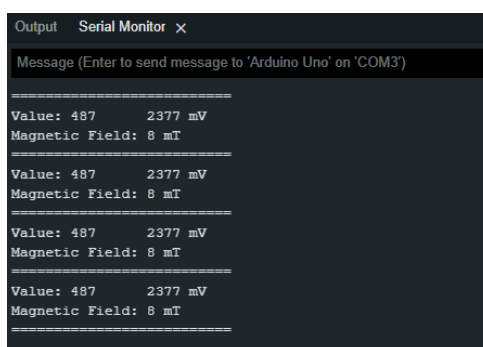 Output Serial Monitor ×
Message (Enter to send message to 'Arduino Uno' on 'COM3')
==========================
Value: 487 2377 mV
Magnetic Field: 8 mT
==========================
Value: 487 2377 mV
Magnetic Field: 8 mT
==========================
Value: 487 2377 mV
Magnetic Field: 8 mT
==========================
Value: 487 2377 mV
Magnetic Field: 8 mT
==========================